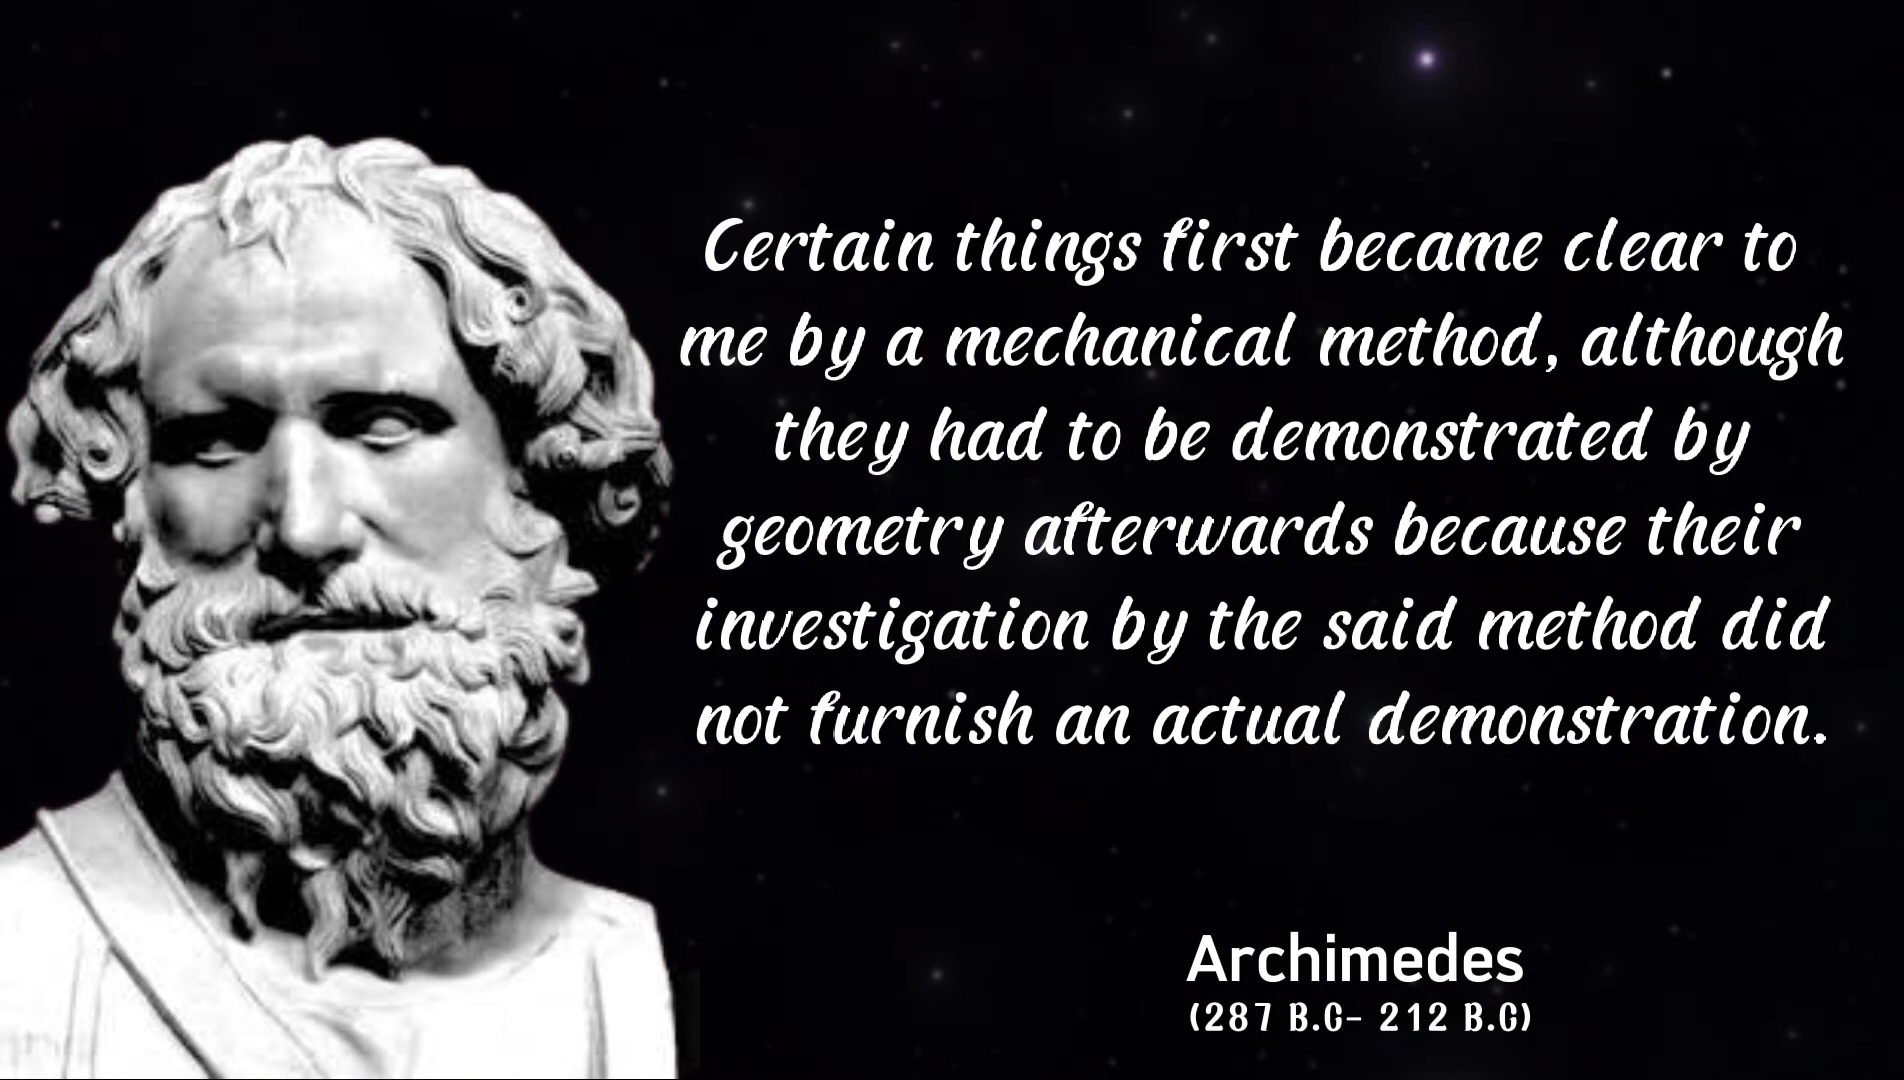 Certain things first became clear to
me by a mechanical method, although
they had to be demonstrated by
geometry afterwards because their
investigation by the said method did
not furnish an actual demonstration.
Archimedes
(287 B.C- 212 B.C)